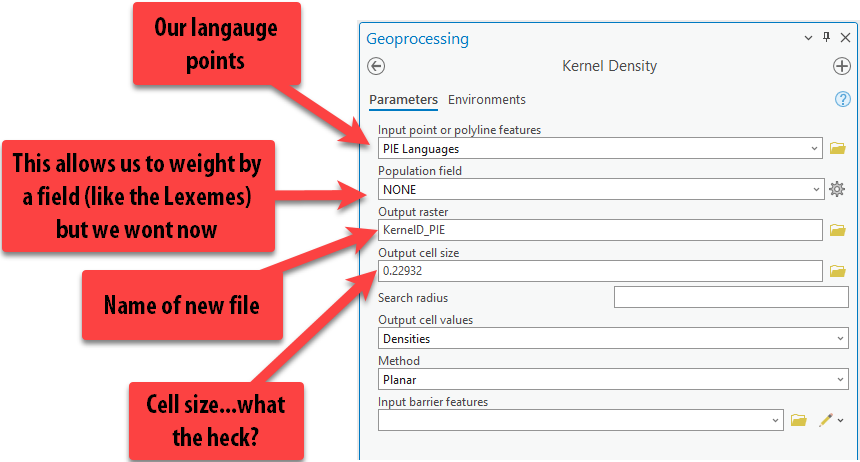 Our langauge
points
This allows us to weight by
a field (like the Lexemes)
but we wont now
Name of new file
Cell size...what
the heck?
Geoprocessing
Kernel Density
Parameters Environments
Input point or polyline features
PIE Languages
Population field
NONE
Output raster
KernelD_PIE
Output cell size
0.22932
Search radius
Output cell values
Densities
Method
Planar
Input barrier features